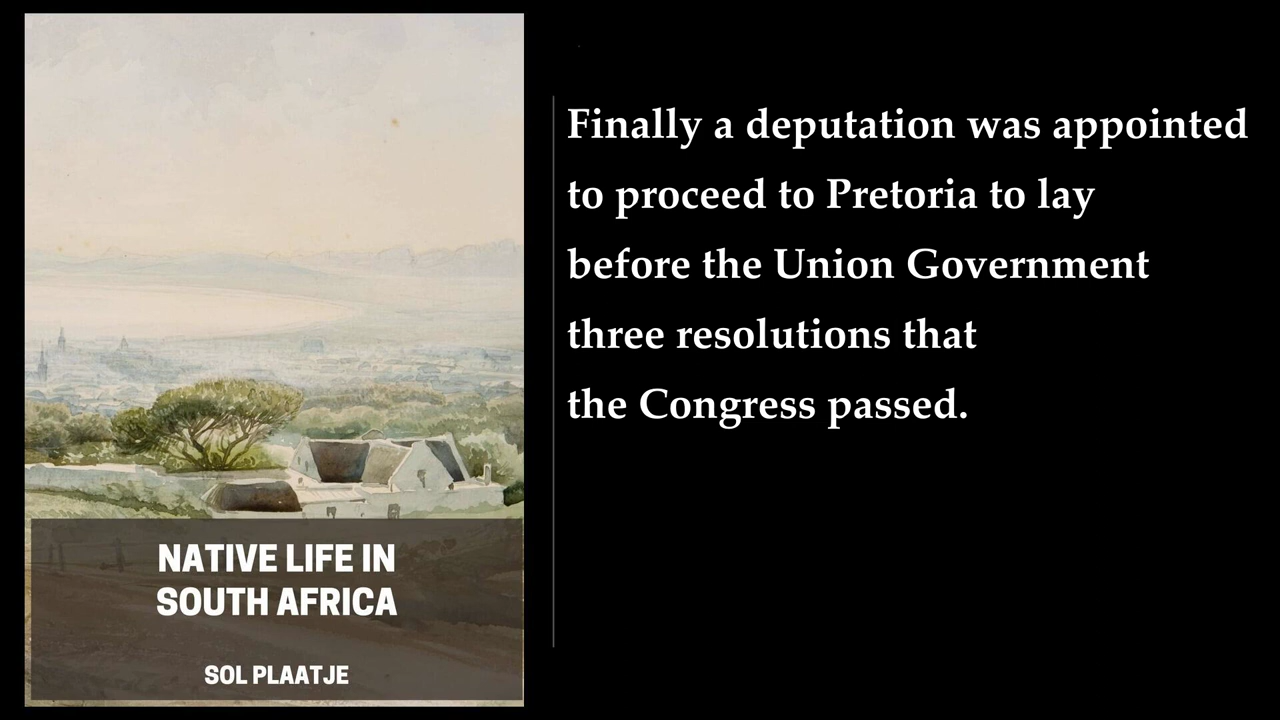 NATIVE LIFE IN
SOUTH AFRICA
SOL PLAATJE
Finally a deputation was appointed
to proceed to Pretoria to lay
before the Union Government
three resolutions that
the Congress passed.